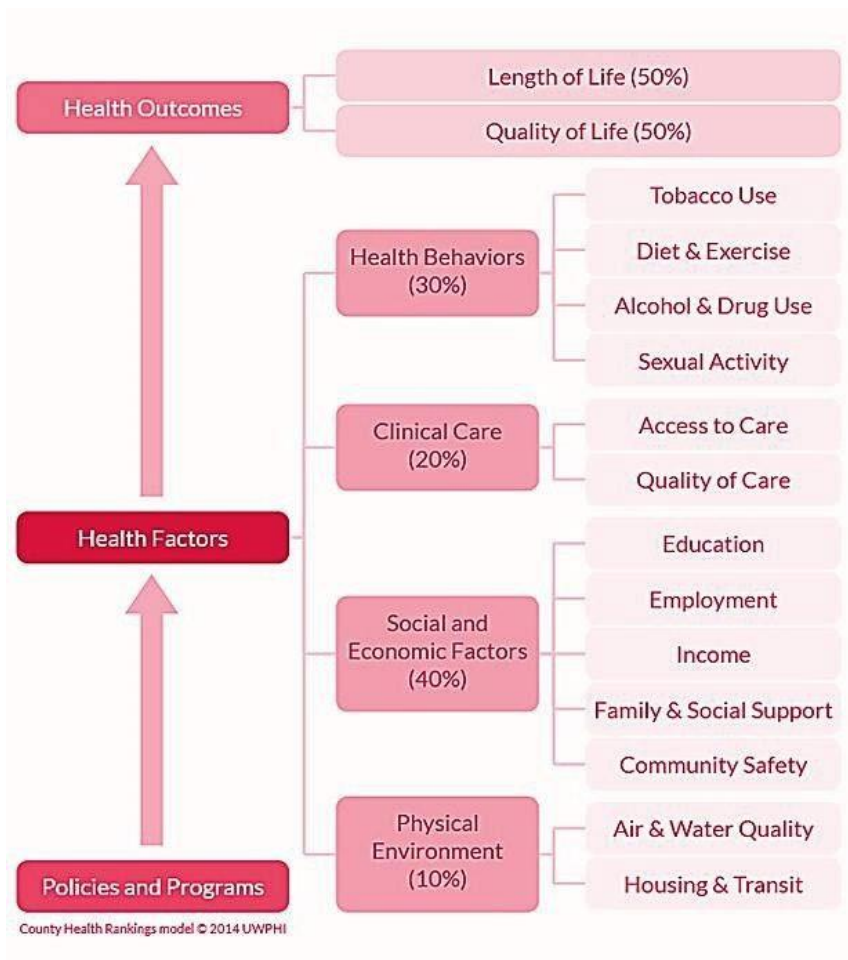 Health Outcomes
Length of Life (50%)
Quality of Life (50%)
Health Factors
Health Behaviors
(30%)
Tobacco Use
Diet & Exercise
Alcohol & Drug Use
Sexual Activity
Clinical Care
(20%)
Access to Care
Quality of Care
Social and
Economic Factors
(40%)
Education
Employment
Income
Family & Social Support
Community Safety
Physical
Environment
(10%)
Air & Water Quality
Housing & Transit
Policies and Programs
County Health Rankings model © 2014 UWPHI